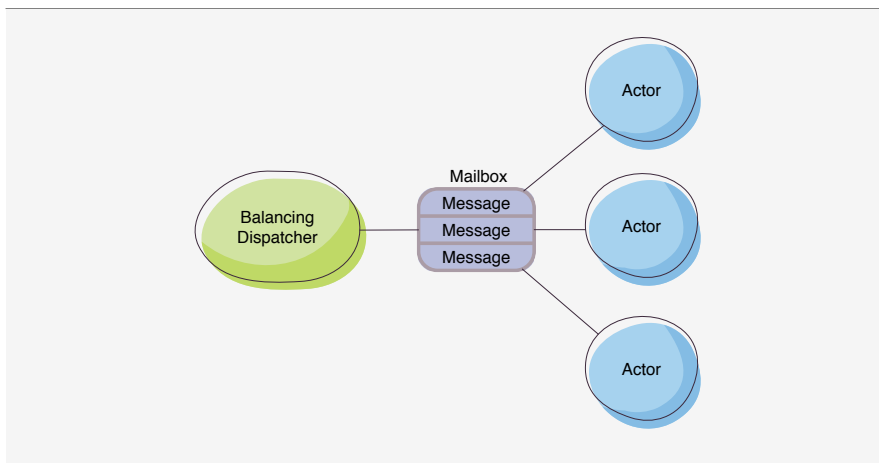 Actor
Mailbox
Message
Balancing
Dispatcher
Message
Actor
Message
Actor